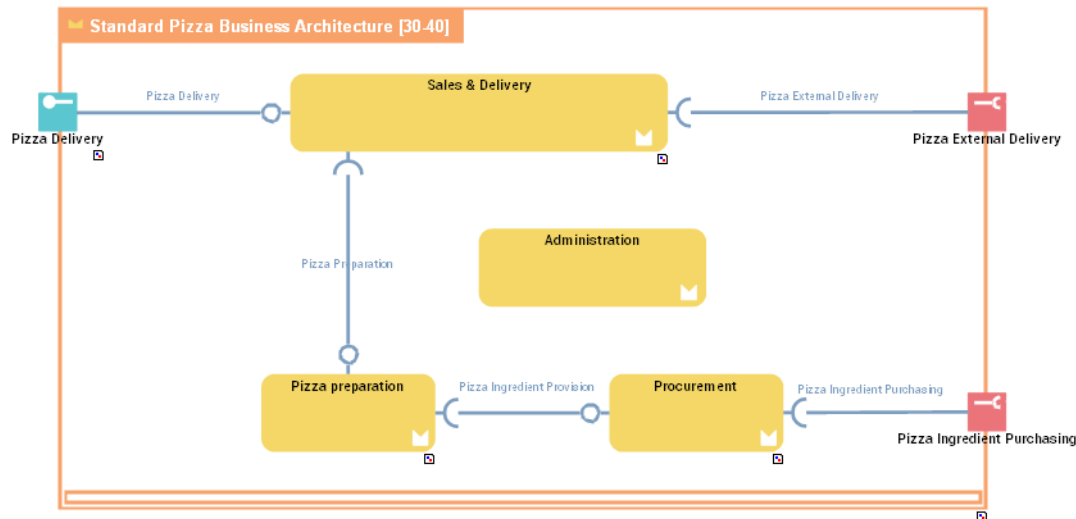 Standard Pizza Business Architecture [30-40]
Sales & Delivery
Pizza Delivery
Pizza External Delivery
Pizza Delivery
Pizza External Delivery
Administration
Pizza Preparation
Pizza preparation
Pizza Ingredient Provision
Procurement
Pizza Ingredient Purchasing
Pizza Ingredient Purchasing